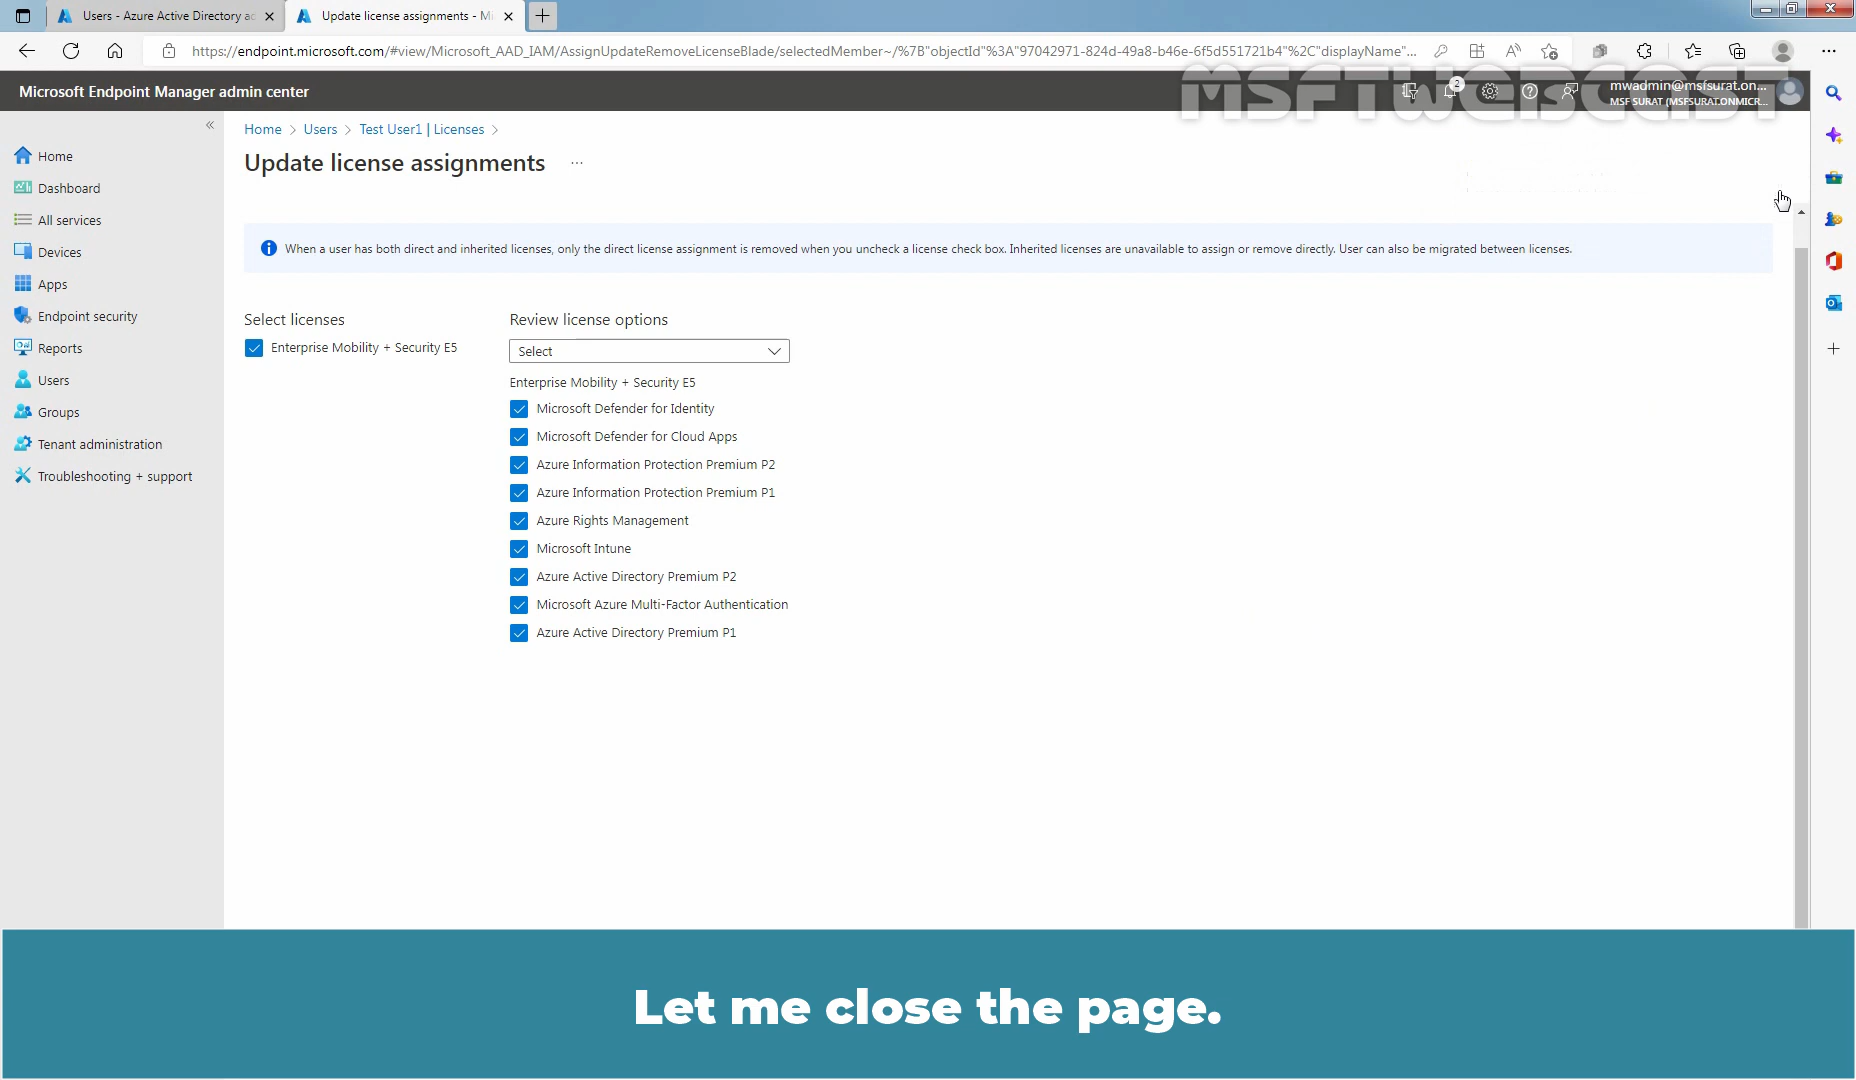 Users - Azure Active Directory ad
Update license assignments - Mi
https://endpoint.microsoft.com/#view/Microsoft_AAD_IAM/AssignUpdateRemoveLicenseBlade/selectedMember~/%7B"objectId"%3A"97042971-824d-49a8-b46e-6f5d551721b4"%2C"displayName"...
MSFTWEBCAST
Microsoft Endpoint Manager admin center
2
mwadmin@msfsurat.on...
MSF SURAT (MSFSURAT.ONMICR...
Home > Users > Test User1 | Licenses >
Update license assignments ...
Home
Dashboard
All services
Devices
Apps
Endpoint security
Reports
Users
Groups
Tenant administration
Troubleshooting + support
When a user has both direct and inherited licenses, only the direct license assignment is removed when you uncheck a license check box. Inherited licenses are unavailable to assign or remove directly. User can also be migrated between licenses.
Select licenses
Enterprise Mobility + Security E5
Review license options
Select
Enterprise Mobility + Security E5
Microsoft Defender for Identity
Microsoft Defender for Cloud Apps
Azure Information Protection Premium P2
Azure Information Protection Premium P1
Azure Rights Management
Microsoft Intune
Azure Active Directory Premium P2
Microsoft Azure Multi-Factor Authentication
Azure Active Directory Premium P1
Let me close the page.